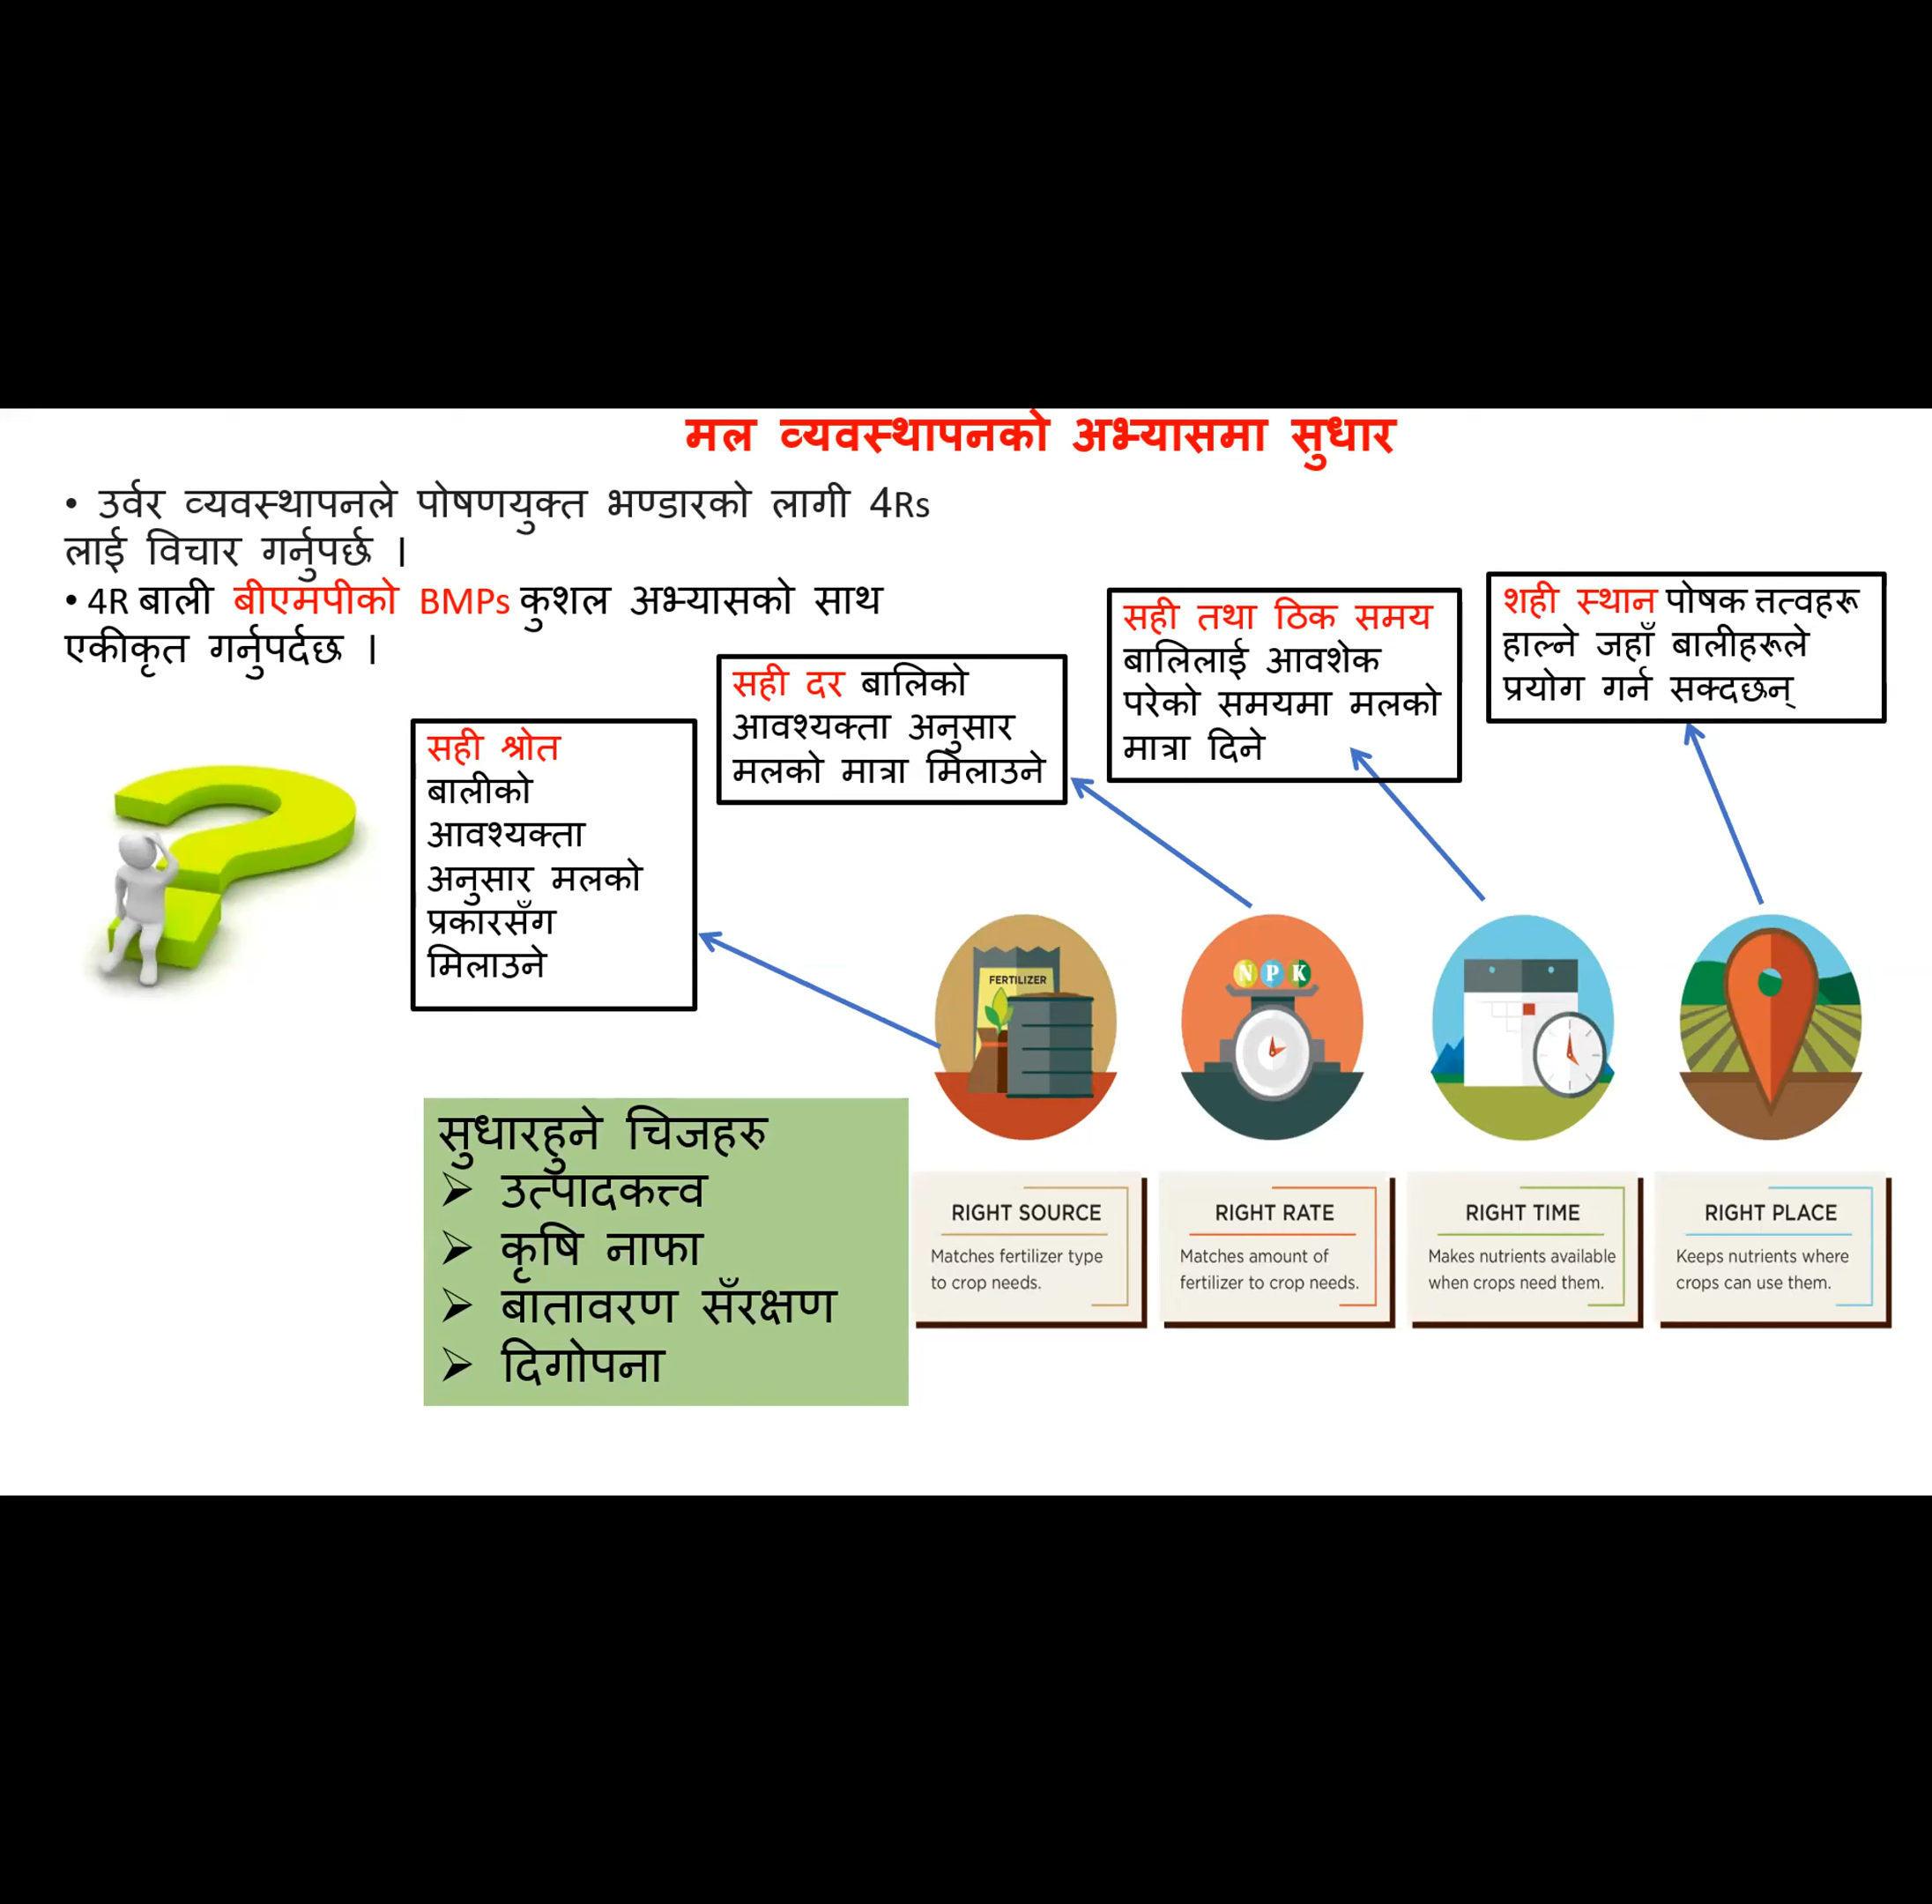 मल व्यवस्थापनको अभ्यासमा सुधार
• उर्वर व्यवस्थापनले पोषणयुक्त भण्डारको लागी 4Rs
लाई विचार गर्नुपर्छ ।
• 4R बाली बीएमपीको BMPs कुशल अभ्यासको साथ
एकीकृत गर्नुपर्दछ ।
सही श्रोत
बालीको
आवश्यक्ता
अनुसार मलको
प्रकारसँग
मिलाउने
सही दर बालिको
आवश्यक्ता अनुसार
मलको मात्रा मिलाउने
सही तथा ठिक समय
बालिलाई आवशेक
परेको समयमा मलको
मात्रा दिने
शही स्थान पोषक त्तत्वहरू
हाल्ने जहाँ बालीहरूले
प्रयोग गर्न सक्दछन्
FERTILIZER
N P K
सुधारहुने चिजहरु
➢ उत्पादकत्त्व
➢ कृषि नाफा
➢ बातावरण सँरक्षण
➢ दिगोपना
RIGHT SOURCE
Matches fertilizer type
to crop needs.
RIGHT RATE
Matches amount of
fertilizer to crop needs.
RIGHT TIME
Makes nutrients available
when crops need them.
RIGHT PLACE
Keeps nutrients where
crops can use them.